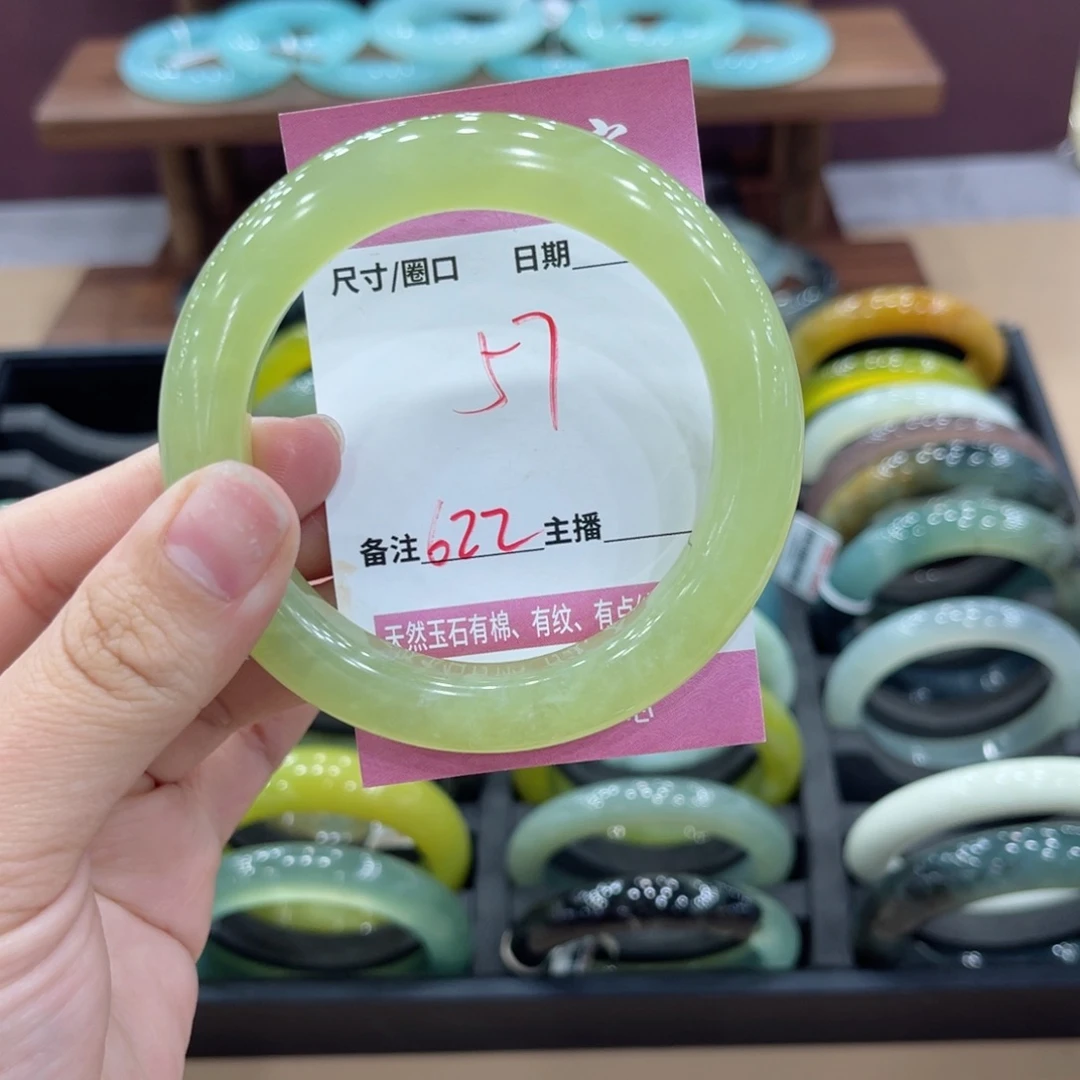 尺寸/圈口 日期
57
备注622主播
天然玉石有棉、有纹、有点